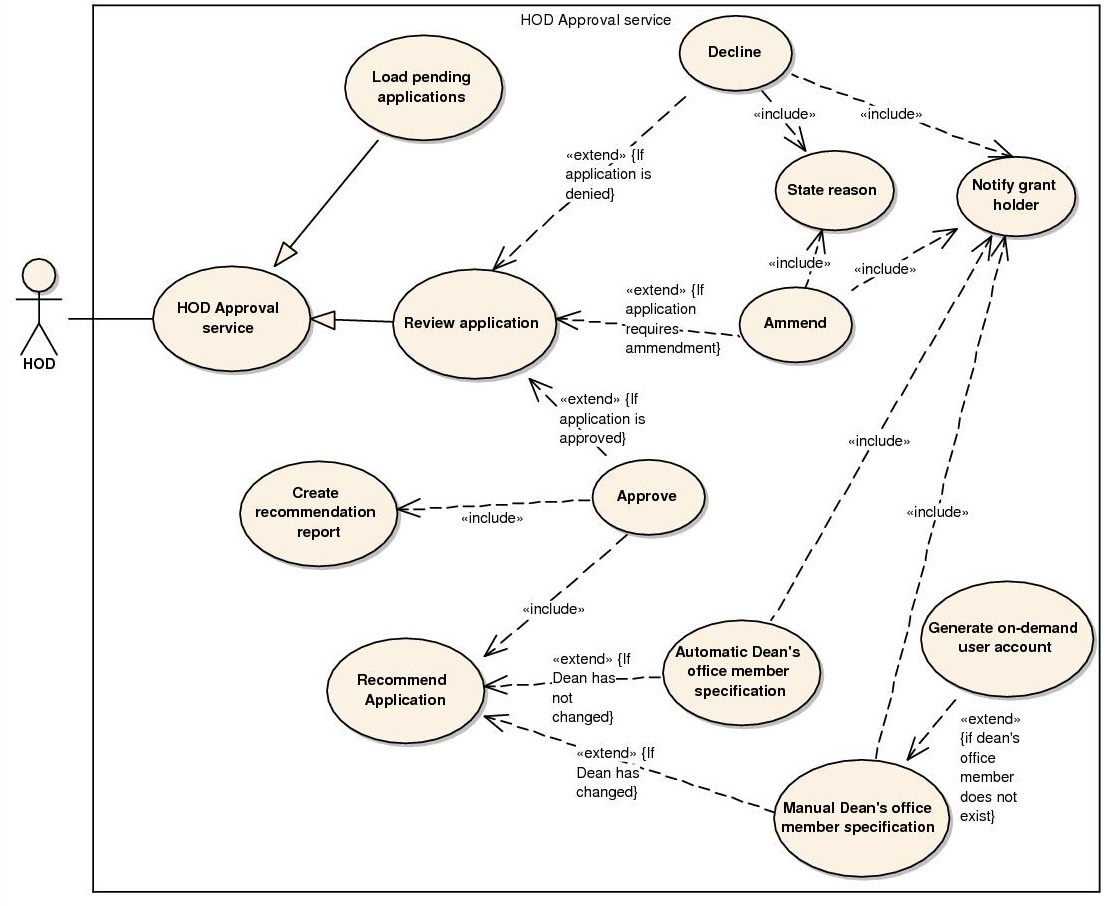 HOD Approval service
Decline
Load pending
applications
«include»
«include»
«extend» {If
application is
denied}
State reason
Notify grant
holder
«include»
«include»
HOD Approval
service
Review application
«extend» {If
application
requires
ammendment}
Ammend
HOD
«extend» {If
application is
approved}
«include»
Create
recommendation
report
Approve
«include»
«include»
«include»
Generate on-demand
user account
Recommend
Application
«extend» {If
Dean has
not
changed}
Automatic Dean's
office member
specification
«extend» {If
Dean has
changed}
«extend»
{if dean's
office
member
does not
exist}
Manual Dean's office
member specification